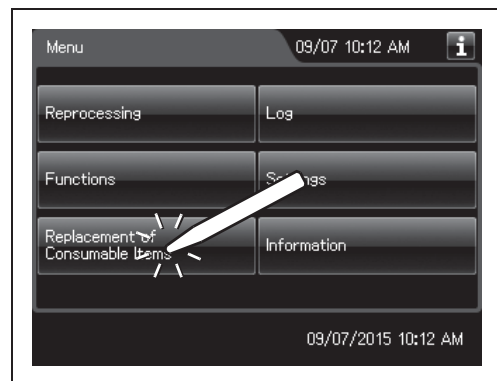 Menu
09/07 10:12 AM
i
Reprocessing
Log
Functions
Settings
Replacement of
Consumable Items
Information
09/07/2015 10:12 AM